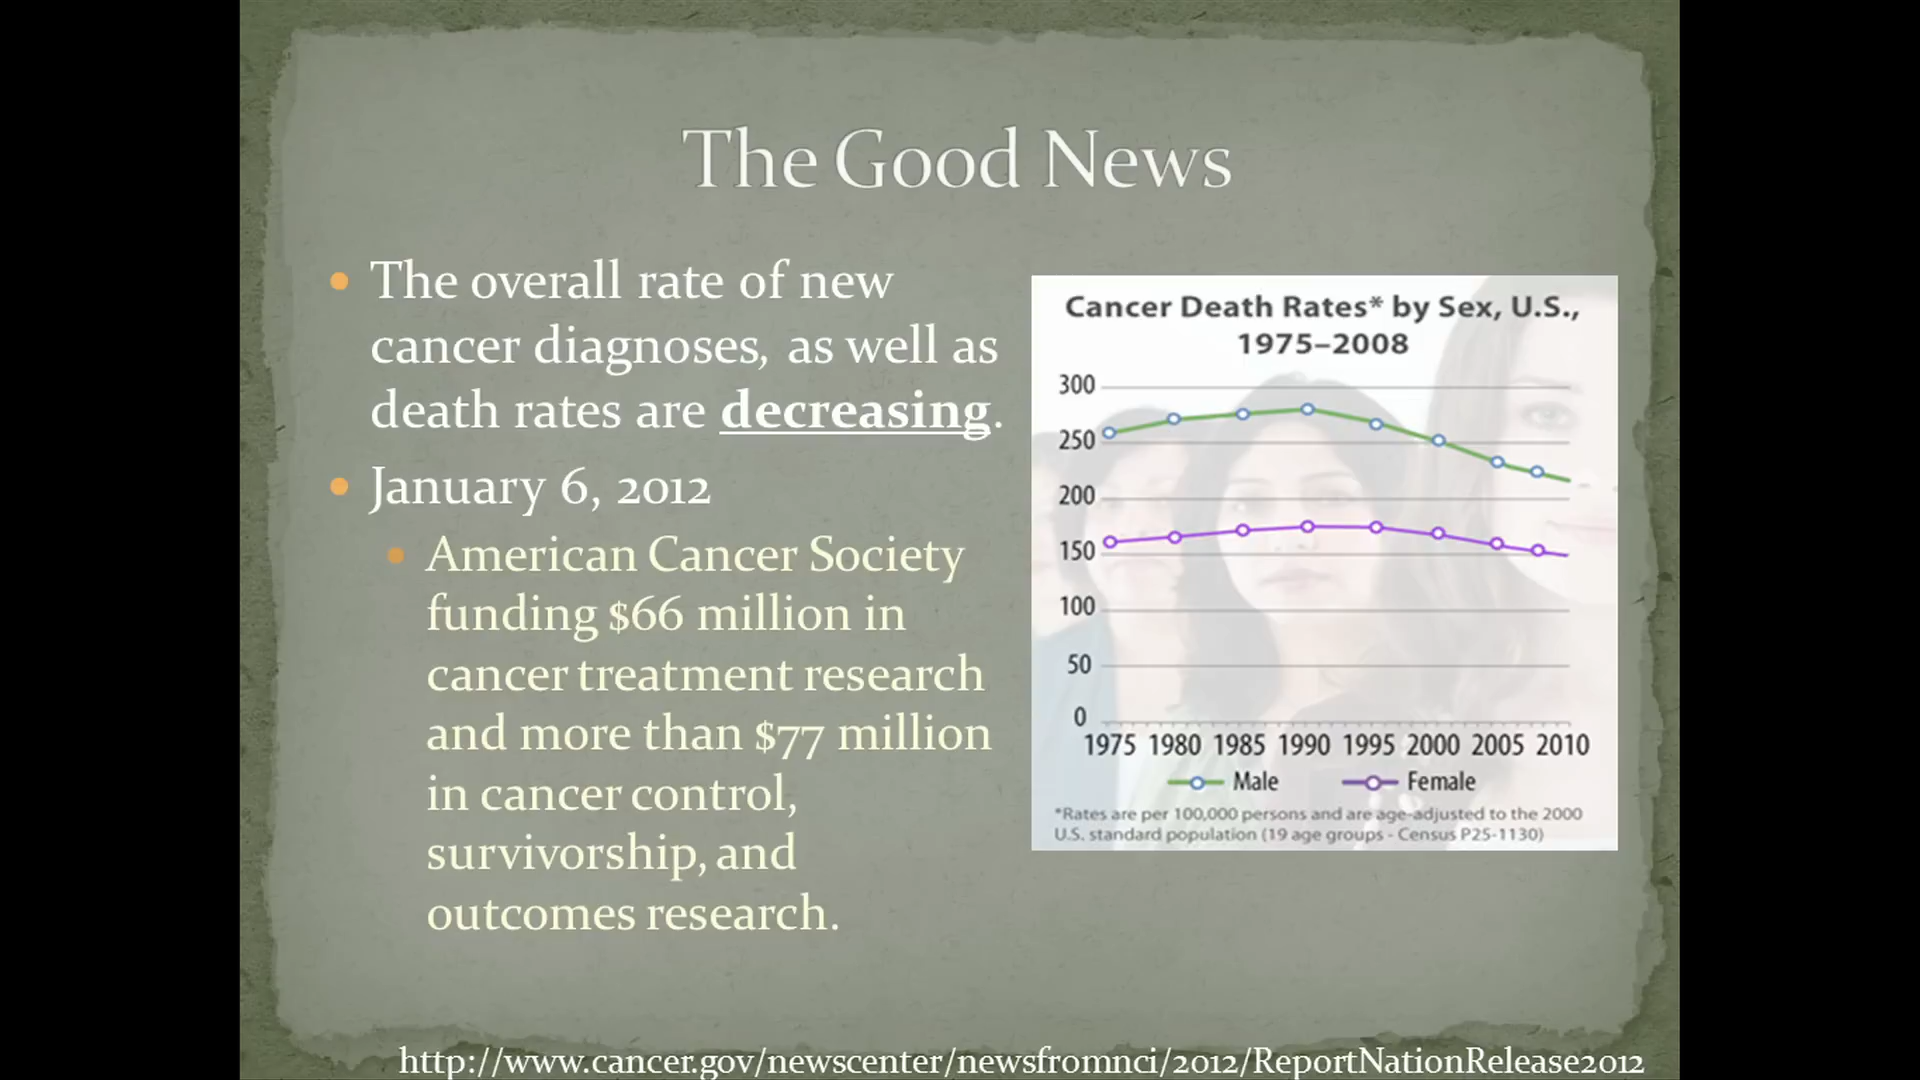 The Good News
The overall rate of new
cancer diagnoses, as well as
death rates are decreasing.
January 6, 2012
American Cancer Society
funding $66 million in
cancer treatment research
and more than $77 million
in cancer control,
survivorship, and
outcomes research.
Cancer Death Rates* by Sex, U.S.,
1975–2008
300
250
200
150
100
50
0
1975 1980 1985 1990 1995 2000 2005 2010
Male Female
*Rates are per 100,000 persons and are age-adjusted to the 2000
U.S. standard population (19 age groups - Census P25-1130)
http://www.cancer.gov/newscenter/newsfromnci/2012/ReportNationRelease2012